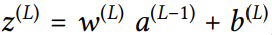 z^{(L)} = w^{(L)} a^{(L-1)} + b^{(L)}